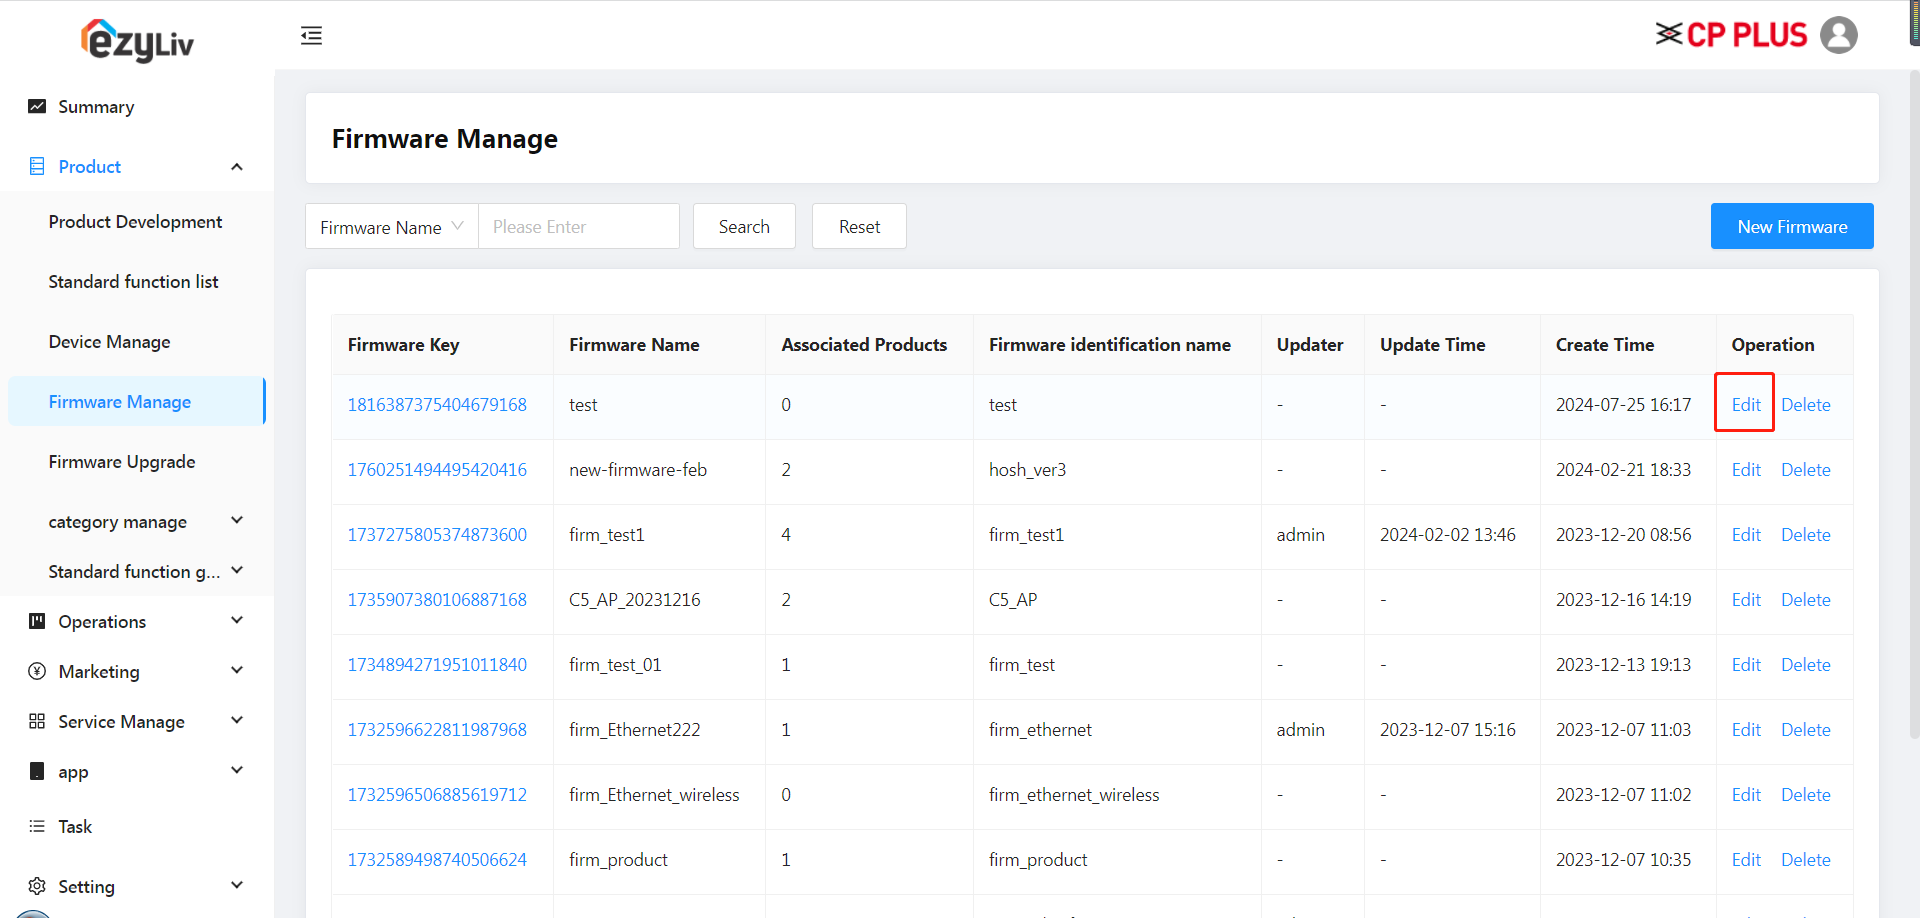 ezyLiv
CP PLUS
Summary
Product
Product Development
Standard function list
Device Manage
Firmware Manage
Firmware Upgrade
category manage
Standard function g...
Operations
Marketing
Service Manage
app
Task
Setting
Firmware Manage
Firmware Name Please Enter Search Reset New Firmware
Firmware Key Firmware Name Associated Products Firmware identification name Updater Update Time Create Time Operation
1816387375404679168 test 0 test - - 2024-07-25 16:17 Edit Delete
1760251494495420416 new-firmware-feb 2 hosh_ver3 - - 2024-02-21 18:33 Edit Delete
1737275805374873600 firm_test1 4 firm_test1 admin 2024-02-02 13:46 2023-12-20 08:56 Edit Delete
1735907380106887168 C5_AP_20231216 2 C5_AP - - 2023-12-16 14:19 Edit Delete
1734894271951011840 firm_test_01 1 firm_test - - 2023-12-13 19:13 Edit Delete
1732596622811987968 firm_Ethernet222 1 firm_ethernet admin 2023-12-07 15:16 2023-12-07 11:03 Edit Delete
1732596506885619712 firm_Ethernet_wireless 0 firm_ethernet_wireless - - 2023-12-07 11:02 Edit Delete
1732589498740506624 firm_product 1 firm_product - - 2023-12-07 10:35 Edit Delete